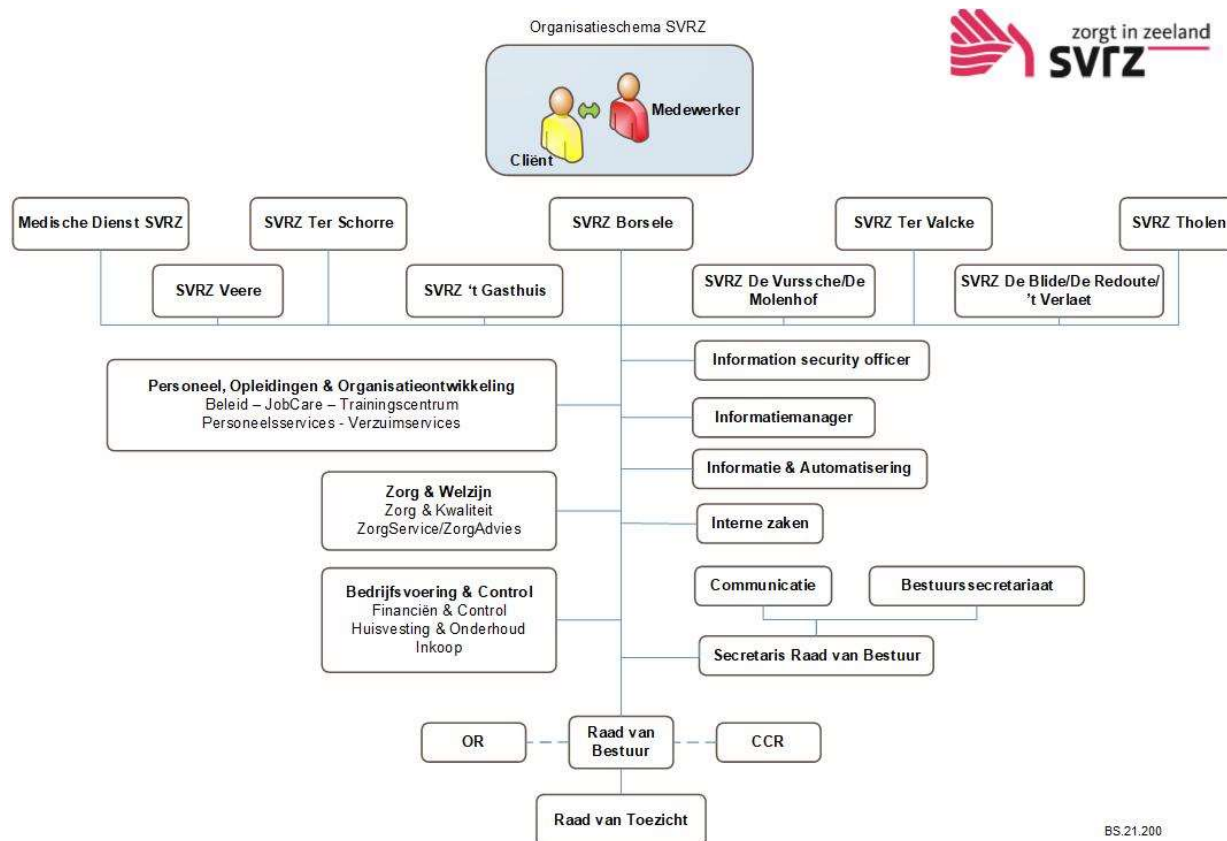 Organisatieschema SVRZ
zorgt in zeeland
svrz
Medewerker
Cliënt
Medische Dienst SVRZ
SVRZ Ter Schorre
SVRZ Borsele
SVRZ Ter Valcke
SVRZ Tholen
SVRZ Veere
SVRZ ‘t Gasthuis
SVRZ De Vurssche/De
Molenhof
SVRZ De Blide/De Redoute/
’t Verlaet
Information security officer
Personeel, Opleidingen & Organisatieontwikkeling
Beleid – JobCare – Trainingscentrum
Personeelsservices - Verzuimservices
Informatiemanager
Informatie & Automatisering
Zorg & Welzijn
Zorg & Kwaliteit
ZorgService/ZorgAdvies
Interne zaken
Communicatie
Bestuurssecretariaat
Bedrijfsvoering & Control
Financiën & Control
Huisvesting & Onderhoud
Inkoop
Secretaris Raad van Bestuur
OR
Raad van
Bestuur
CCR
Raad van Toezicht
BS.21.200